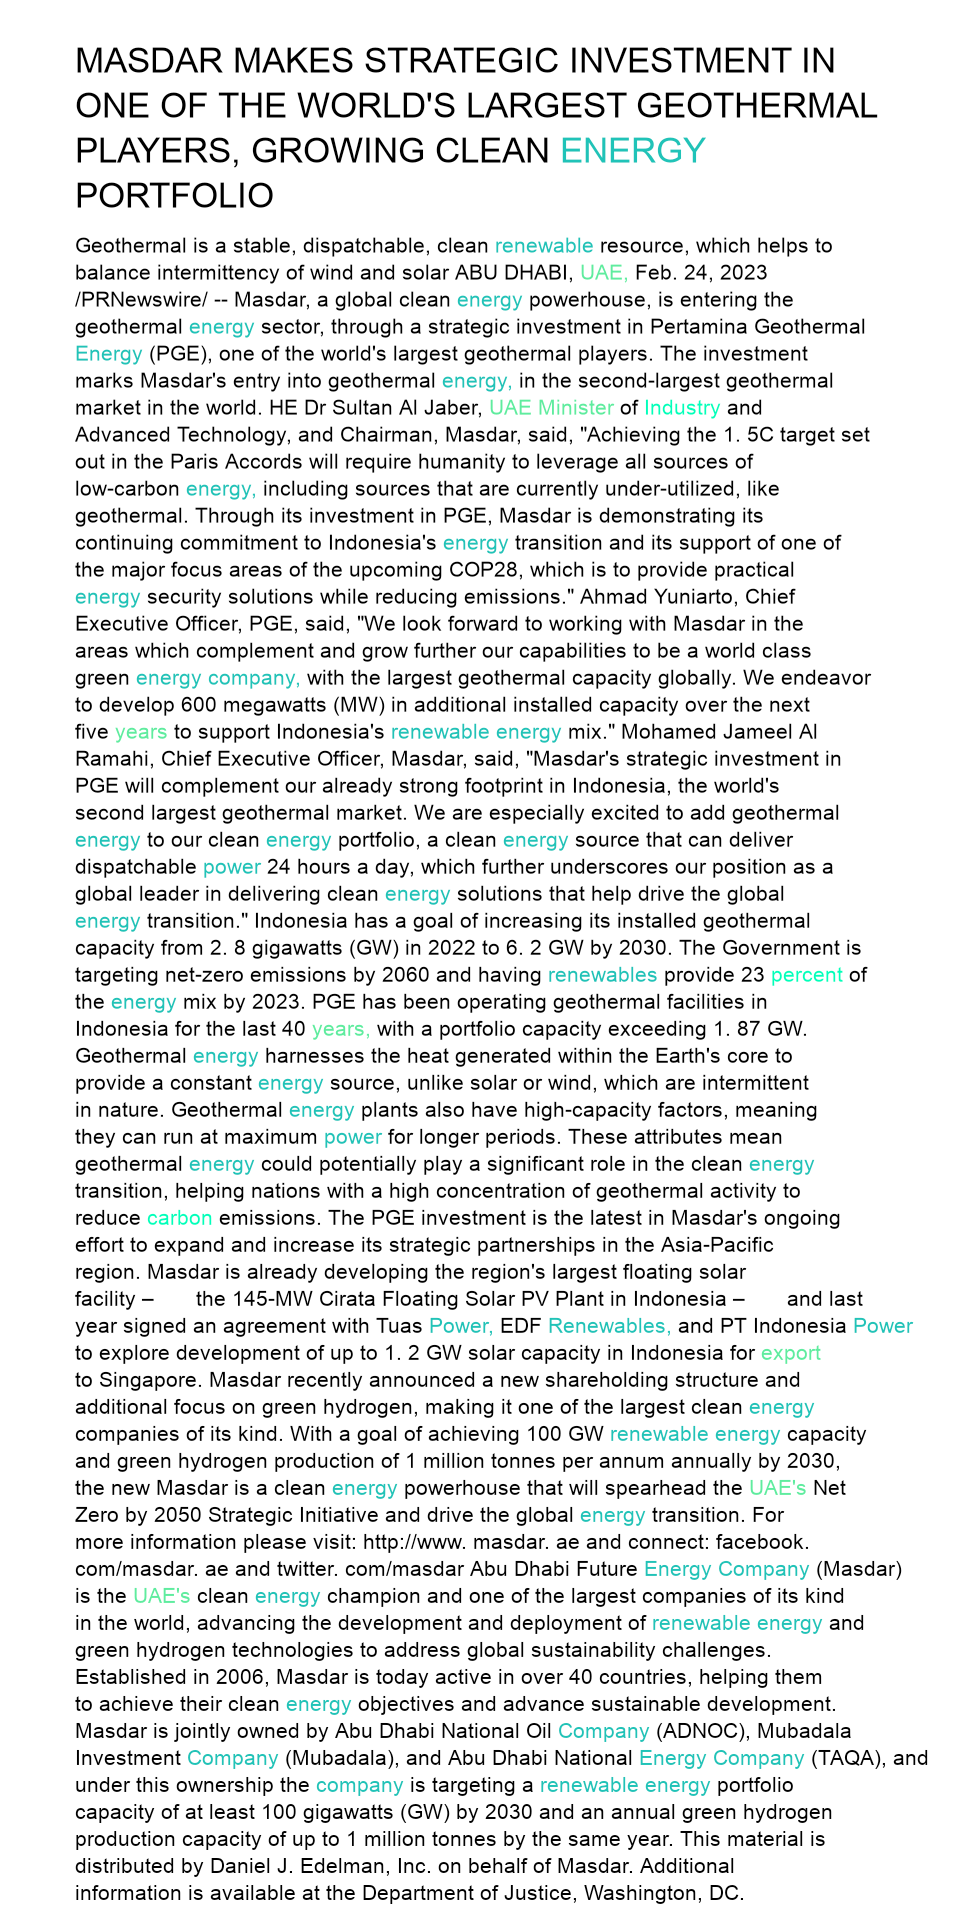 MASDAR MAKES STRATEGIC INVESTMENT IN
ONE OF THE WORLD'S LARGEST GEOTHERMAL
PLAYERS, GROWING CLEAN ENERGY
PORTFOLIO
Geothermal is a stable, dispatchable, clean renewable resource, which helps to
balance intermittency of wind and solar ABU DHABI, UAE, Feb. 24, 2023
/PRNewswire/ -- Masdar, a global clean energy powerhouse, is entering the
geothermal energy sector, through a strategic investment in Pertamina Geothermal
Energy (PGE), one of the world's largest geothermal players. The investment
marks Masdar's entry into geothermal energy, in the second-largest geothermal
market in the world. HE Dr Sultan Al Jaber, UAE Minister of Industry and
Advanced Technology, and Chairman, Masdar, said, "Achieving the 1. 5C target set
out in the Paris Accords will require humanity to leverage all sources of
low-carbon energy, including sources that are currently under-utilized, like
geothermal. Through its investment in PGE, Masdar is demonstrating its
continuing commitment to Indonesia's energy transition and its support of one of
the major focus areas of the upcoming COP28, which is to provide practical
energy security solutions while reducing emissions." Ahmad Yuniarto, Chief
Executive Officer, PGE, said, "We look forward to working with Masdar in the
areas which complement and grow further our capabilities to be a world class
green energy company, with the largest geothermal capacity globally. We endeavor
to develop 600 megawatts (MW) in additional installed capacity over the next
five years to support Indonesia's renewable energy mix." Mohamed Jameel Al
Ramahi, Chief Executive Officer, Masdar, said, "Masdar's strategic investment in
PGE will complement our already strong footprint in Indonesia, the world's
second largest geothermal market. We are especially excited to add geothermal
energy to our clean energy portfolio, a clean energy source that can deliver
dispatchable power 24 hours a day, which further underscores our position as a
global leader in delivering clean energy solutions that help drive the global
energy transition." Indonesia has a goal of increasing its installed geothermal
capacity from 2. 8 gigawatts (GW) in 2022 to 6. 2 GW by 2030. The Government is
targeting net-zero emissions by 2060 and having renewables provide 23 percent of
the energy mix by 2023. PGE has been operating geothermal facilities in
Indonesia for the last 40 years, with a portfolio capacity exceeding 1. 87 GW.
Geothermal energy harnesses the heat generated within the Earth's core to
provide a constant energy source, unlike solar or wind, which are intermittent
in nature. Geothermal energy plants also have high-capacity factors, meaning
they can run at maximum power for longer periods. These attributes mean
geothermal energy could potentially play a significant role in the clean energy
transition, helping nations with a high concentration of geothermal activity to
reduce carbon emissions. The PGE investment is the latest in Masdar's ongoing
effort to expand and increase its strategic partnerships in the Asia-Pacific
region. Masdar is already developing the region's largest floating solar
facility – the 145-MW Cirata Floating Solar PV Plant in Indonesia – and last
year signed an agreement with Tuas Power, EDF Renewables, and PT Indonesia Power
to explore development of up to 1. 2 GW solar capacity in Indonesia for export
to Singapore. Masdar recently announced a new shareholding structure and
additional focus on green hydrogen, making it one of the largest clean energy
companies of its kind. With a goal of achieving 100 GW renewable energy capacity
and green hydrogen production of 1 million tonnes per annum annually by 2030,
the new Masdar is a clean energy powerhouse that will spearhead the UAE's Net
Zero by 2050 Strategic Initiative and drive the global energy transition. For
more information please visit: http://www. masdar. ae and connect: facebook.
com/masdar. ae and twitter. com/masdar Abu Dhabi Future Energy Company (Masdar)
is the UAE's clean energy champion and one of the largest companies of its kind
in the world, advancing the development and deployment of renewable energy and
green hydrogen technologies to address global sustainability challenges.
Established in 2006, Masdar is today active in over 40 countries, helping them
to achieve their clean energy objectives and advance sustainable development.
Masdar is jointly owned by Abu Dhabi National Oil Company (ADNOC), Mubadala
Investment Company (Mubadala), and Abu Dhabi National Energy Company (TAQA), and
under this ownership the company is targeting a renewable energy portfolio
capacity of at least 100 gigawatts (GW) by 2030 and an annual green hydrogen
production capacity of up to 1 million tonnes by the same year. This material is
distributed by Daniel J. Edelman, Inc. on behalf of Masdar. Additional
information is available at the Department of Justice, Washington, DC.